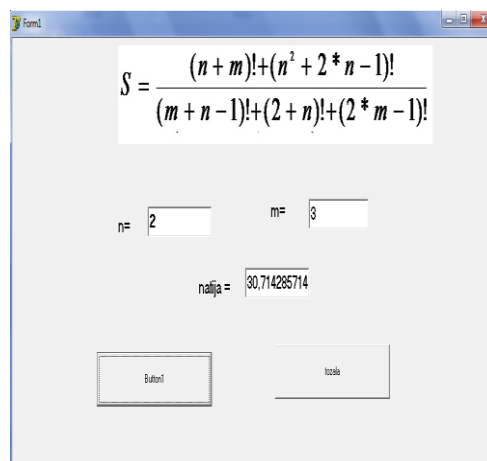 Form1
S = (n + m)!+(n² + 2 * n − 1)! / (m + n − 1)!+(2 + n)!+(2 * m − 1)!
n= 2 m= 3
natija = 30,714285714
Button1 tozala